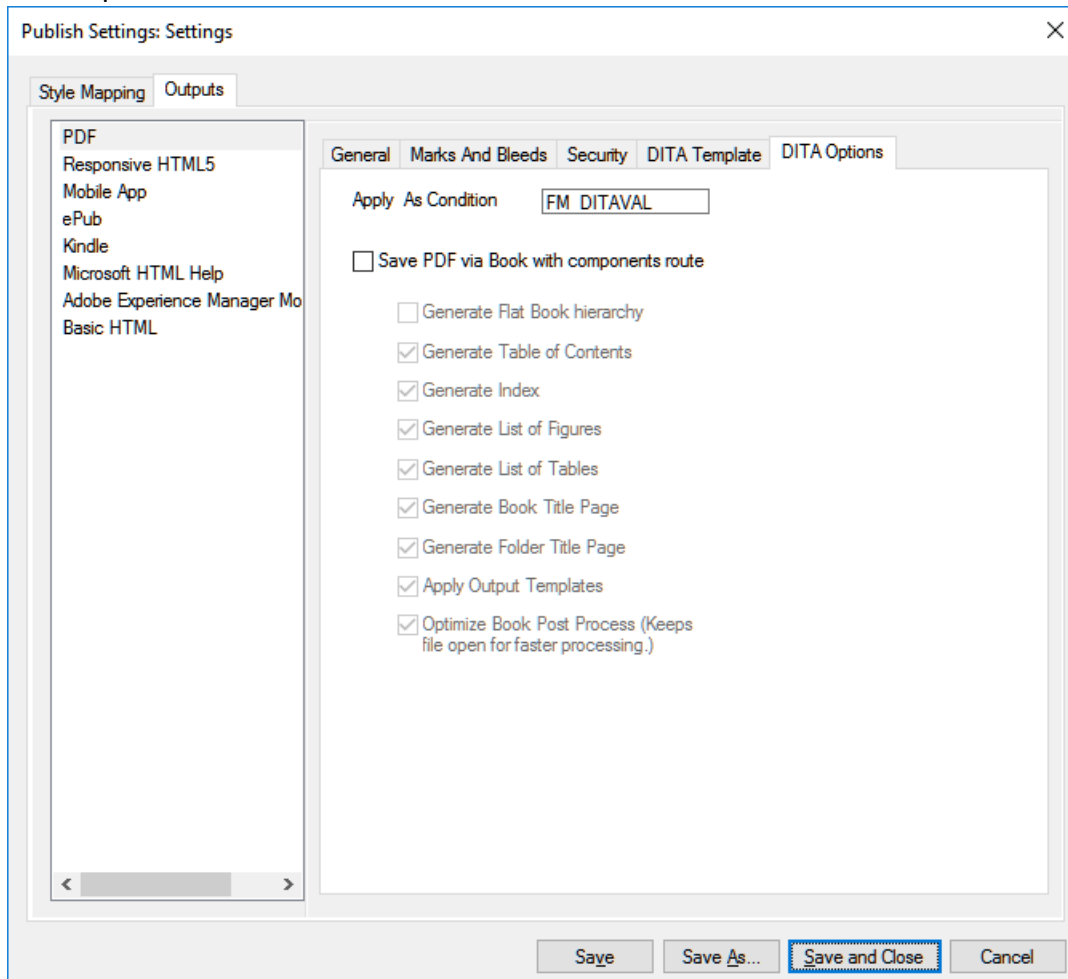 Publish Settings: Settings
Style Mapping Outputs
PDF
Responsive HTML5
Mobile App
ePub
Kindle
Microsoft HTML Help
Adobe Experience Manager Mo
Basic HTML
General Marks And Bleeds Security DITA Template DITA Options
Apply As Condition FM_DITAVAL
Save PDF via Book with components route
Generate Flat Book hierarchy
Generate Table of Contents
Generate Index
Generate List of Figures
Generate List of Tables
Generate Book Title Page
Generate Folder Title Page
Apply Output Templates
Optimize Book Post Process (Keeps
file open for faster processing.)
Save Save As... Save and Close Cancel